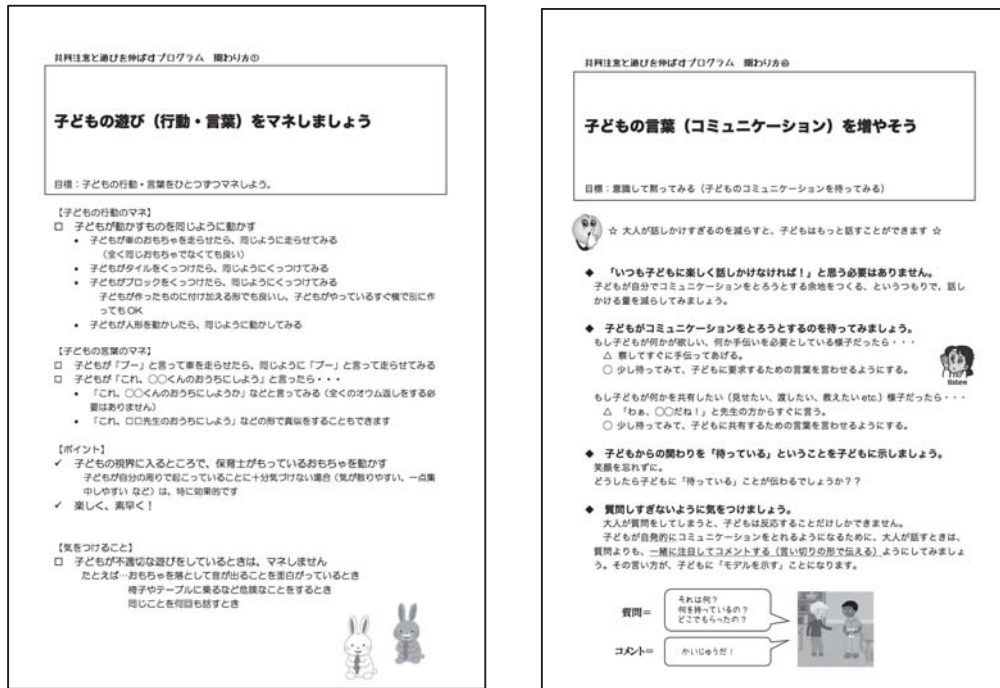 共同注意と遊びを伸ばすプログラム　関わり方①
子どもの遊び（行動・言葉）をマネしましょう
目標：子どもの行動・言葉をひとつずつマネしよう。
【子どもの行動のマネ】
□ 子どもが動かすものを同じように動かす
• 子どもが車のおもちゃを走らせたら、同じように走らせてみる
（全く同じおもちゃでなくても良い）
• 子どもがタイルをくっつけたら、同じようにくっつけてみる
• 子どもがブロックをくっつけたら、同じようにくっつけてみる
子どもが作ったものに付け加える形でも良いし、子どもがやっているすぐ横で別に作
ってもOK
• 子どもが人形を動かしたら、同じように動かしてみる
【子どもの言葉のマネ】
□ 子どもが「ブー」と言って車を走らせたら、同じように「ブー」と言って走らせてみる
□ 子どもが「これ、○○くんのおうちにしよう」と言ったら・・・
• 「これ、○○くんのおうちにしようか」などと言ってみる（全くのオウム返しをする必
要はありません）
• 「これ、□□先生のおうちにしよう」などの形で真似をすることもできます
【ポイント】
✓ 子どもの視界に入るところで、保育士がもっているおもちゃを動かす
子どもが自分の周りで起こっていることに十分気づけない場合（気が散りやすい、一点集
中しやすい など）は、特に効果的です
✓ 楽しく、素早く！
【気をつけること】
□ 子どもが不適切な遊びをしているときは、マネしません
たとえば…おもちゃを落として音が出ることを面白がっているとき
椅子やテーブルに乗るなど危険なことをするとき
同じことを何回も話すとき
共同注意と遊びを伸ばすプログラム　関わり方⑩
子どもの言葉（コミュニケーション）を増やそう
目標：意識して黙ってみる（子どものコミュニケーションを待ってみる）
☆ 大人が話しかけすぎるのを減らすと、子どもはもっと話すことができます ☆
◆ 「いつも子どもに楽しく話しかけなければ！」と思う必要はありません。
子どもが自分でコミュニケーションをとろうとする余地をつくる、というつもりで、話し
かける量を減らしてみましょう。
◆ 子どもがコミュニケーションをとろうとするのを待ってみましょう。
もし子どもが何かが欲しい、何か手伝いを必要としている様子だったら・・・
△ 察してすぐに手伝ってあげる。
○ 少し待ってみて、子どもに要求するための言葉を言わせるようにする。
listen
もし子どもが何かを共有したい（見せたい、渡したい、教えたい etc.）様子だったら・・・
△ 「わぁ、○○だね！」と先生の方からすぐに言う。
○ 少し待ってみて、子どもに共有するための言葉を言わせるようにする。
◆ 子どもからの関わりを「待っている」ということを子どもに示しましょう。
笑顔を忘れずに。
どうしたら子どもに「待っている」ことが伝わるでしょうか？？
◆ 質問しすぎないように気をつけましょう。
大人が質問をしてしまうと、子どもは反応することだけしかできません。
子どもが自発的にコミュニケーションをとれるようになるために、大人が話すときは、
質問よりも、一緒に注目してコメントする（言い切りの形で伝える）ようにしてみましょ
う。その言い方が、子どもに「モデルを示す」ことになります。
質問＝
それは何？
何を持っているの？
どこでもらったの？
コメント＝
かいじゅうだ！